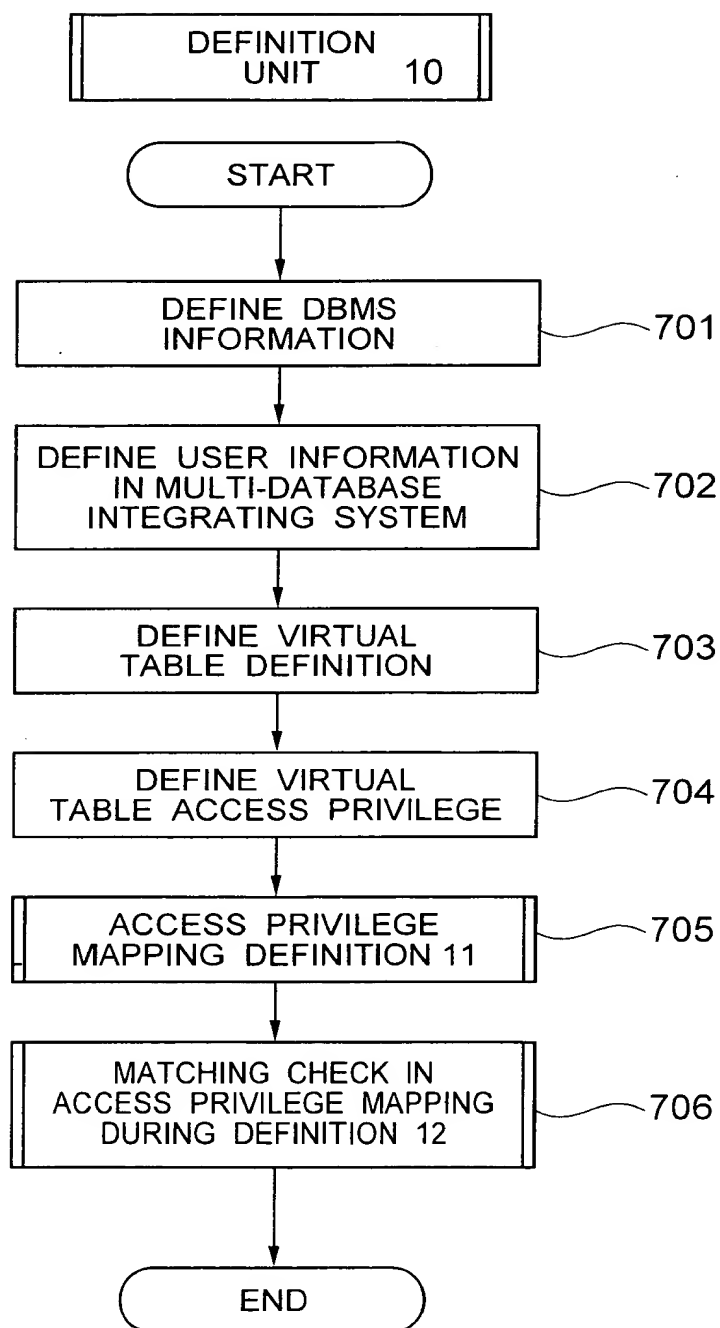 DEFINITION
UNIT 10
START
DEFINE DBMS
INFORMATION
701
DEFINE USER INFORMATION
IN MULTI-DATABASE
INTEGRATING SYSTEM
702
DEFINE VIRTUAL
TABLE DEFINITION
703
DEFINE VIRTUAL
TABLE ACCESS PRIVILEGE
704
ACCESS PRIVILEGE
MAPPING DEFINITION 11
705
MATCHING CHECK IN
ACCESS PRIVILEGE MAPPING
DURING DEFINITION 12
706
END